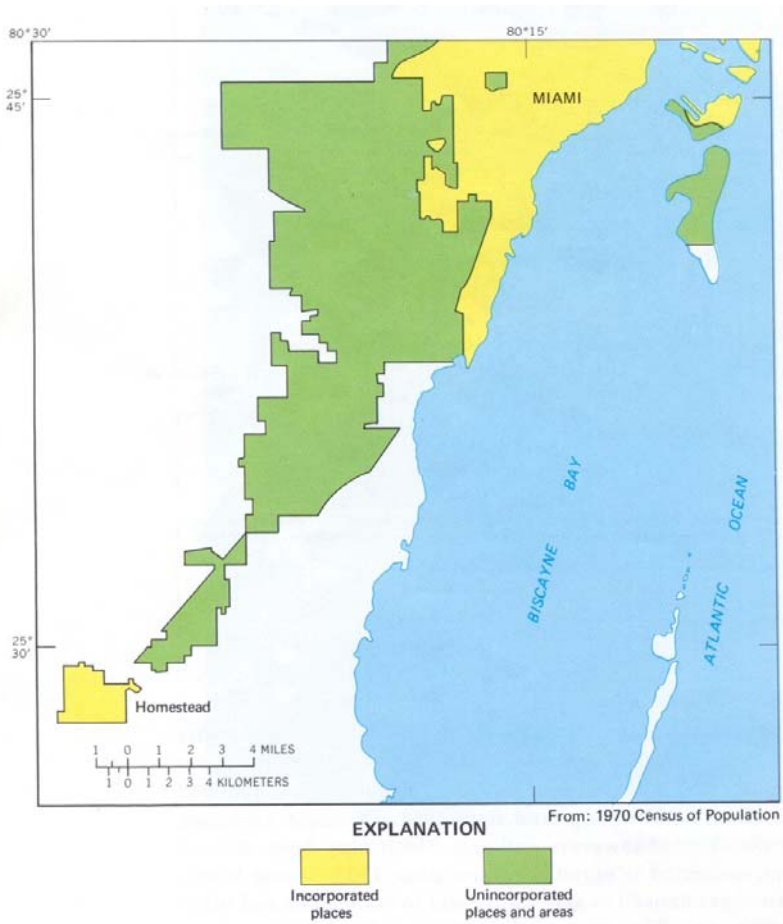 80°30'
80°15'
25°
45'
MIAMI
BISCAYNE BAY
ATLANTIC OCEAN
25°
30'
Homestead
1 0 1 2 3 4 MILES
1 0 1 2 3 4 KILOMETERS
From: 1970 Census of Population
EXPLANATION
Incorporated
places
Unincorporated
places and areas